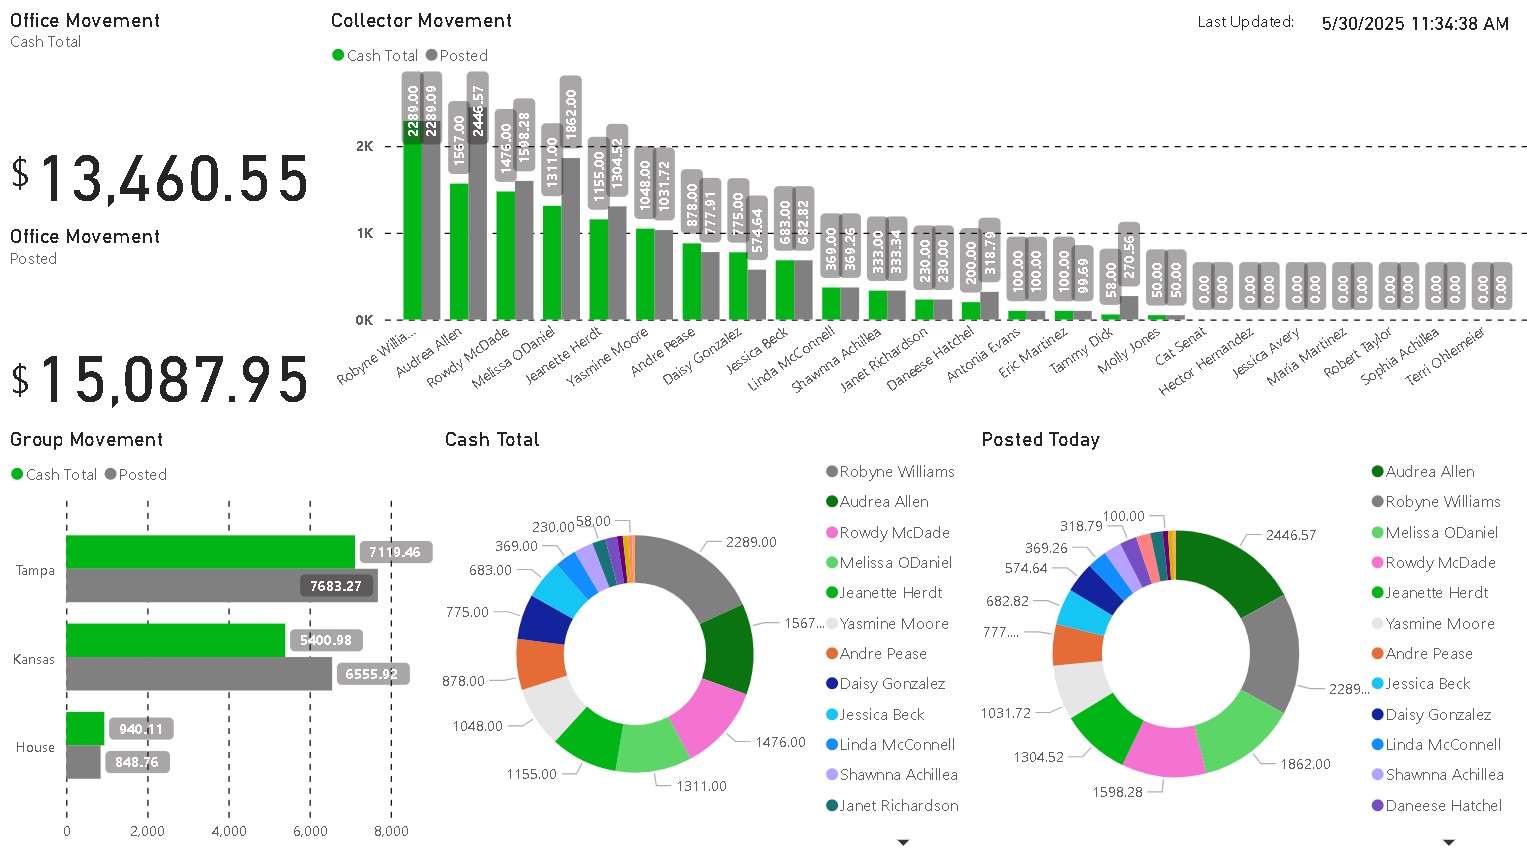 Office Movement
Cash Total
$ 13,460.55
Office Movement
Posted
$ 15,087.95
Collector Movement
Cash Total Posted
Last Updated: 5/30/2025 11:34:38 AM
2K
1K
0K
2289.00 2289.09
1567.00 2446.57
1476.00 1598.28
1311.00 1862.00
1155.00 1304.52
1048.00 1031.72
878.00 777.91
775.00 574.64
683.00 682.82
369.00 369.26
333.00 333.34
230.00 230.00
200.00 318.79
100.00 100.00
100.00 99.69
58.00 270.56
50.00 50.00
0.00 0.00
0.00 0.00
0.00 0.00
0.00 0.00
0.00 0.00
0.00 0.00
0.00 0.00
Robyne Willia...
Audrea Allen
Rowdy McDade
Melissa ODaniel
Jeanette Herdt
Yasmine Moore
Andre Pease
Daisy Gonzalez
Jessica Beck
Linda McConnell
Shawnna Achillea
Janet Richardson
Daneese Hatchel
Antonia Evans
Eric Martinez
Tammy Dick
Molly Jones
Cat Senat
Hector Hernandez
Jessica Avery
Maria Martinez
Robert Taylor
Sophia Achillea
Terri Ohlemeier
Group Movement
Cash Total Posted
Tampa
7119.46
7683.27
Kansas
5400.98
6555.92
House
940.11
848.76
0 2,000 4,000 6,000 8,000
Cash Total
2289.00
1567...
1476.00
1311.00
1155.00
1048.00
878.00
775.00
683.00
369.00
230.00
58.00
Robyne Williams
Audrea Allen
Rowdy McDade
Melissa ODaniel
Jeanette Herdt
Yasmine Moore
Andre Pease
Daisy Gonzalez
Jessica Beck
Linda McConnell
Shawnna Achillea
Janet Richardson
Posted Today
2446.57
2289...
1862.00
1598.28
1304.52
1031.72
777....
682.82
574.64
369.26
318.79
100.00
Audrea Allen
Robyne Williams
Melissa ODaniel
Rowdy McDade
Jeanette Herdt
Yasmine Moore
Andre Pease
Jessica Beck
Daisy Gonzalez
Linda McConnell
Shawnna Achillea
Daneese Hatchel